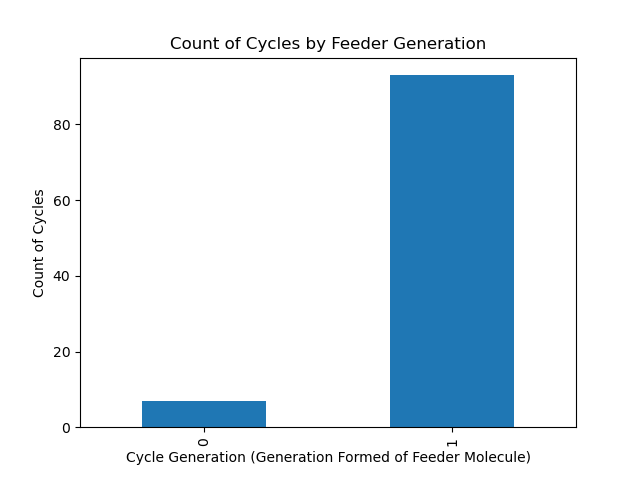 Count of Cycles by Feeder Generation
Count of Cycles
80
60
40
20
0
0
1
Cycle Generation (Generation Formed of Feeder Molecule)